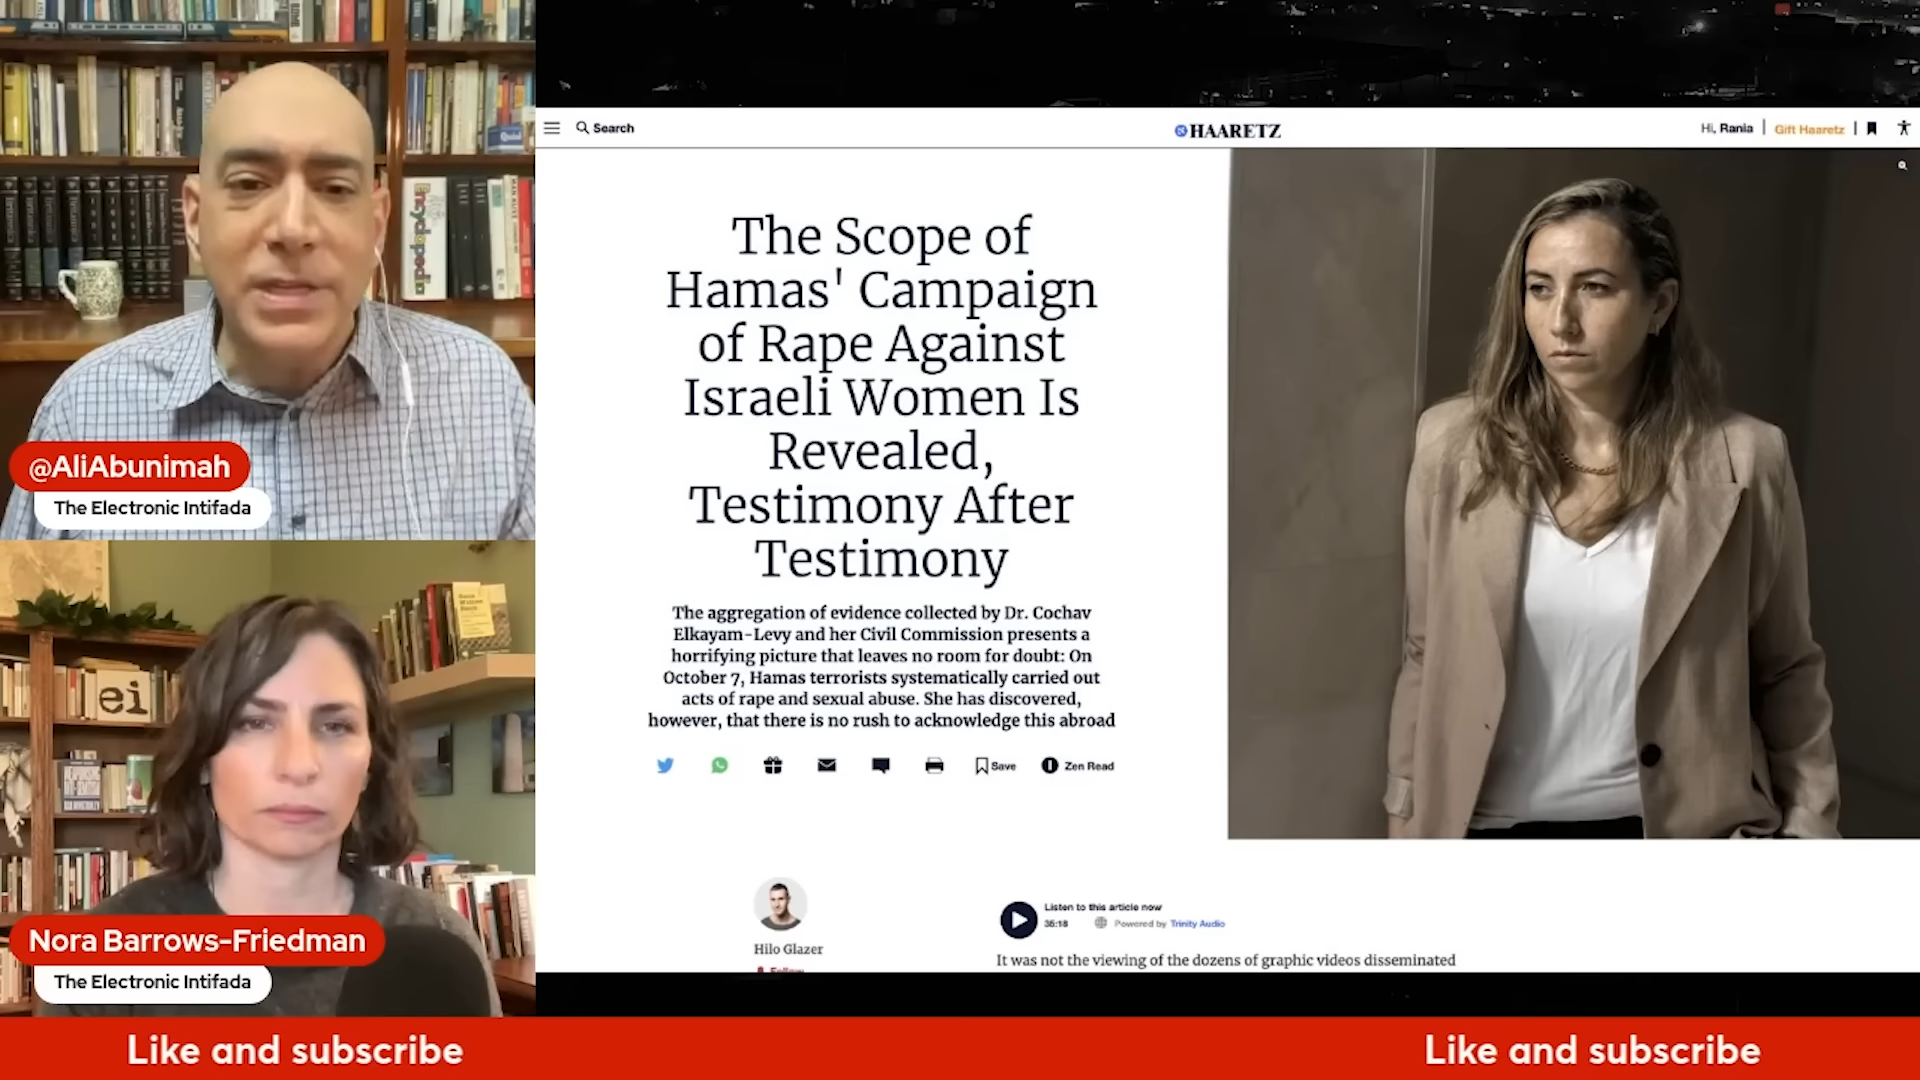 Encyclopedia
@AliAbunimah
The Electronic Intifada
ei
Nora Barrows-Friedman
The Electronic Intifada
Search
HAARETZ
Hi, Rania
Gift Haaretz
The Scope of
Hamas' Campaign
of Rape Against
Israeli Women Is
Revealed,
Testimony After
Testimony
The aggregation of evidence collected by Dr. Cochav
Elkayam-Levy and her Civil Commission presents a
horrifying picture that leaves no room for doubt: On
October 7, Hamas terrorists systematically carried out
acts of rape and sexual abuse. She has discovered,
however, that there is no rush to acknowledge this abroad
Save
Zen Read
Hilo Glazer
Follow
Listen to this article now
35:18
Powered by Trinity Audio
It was not the viewing of the dozens of graphic videos disseminated
Like and subscribe
Like and subscribe